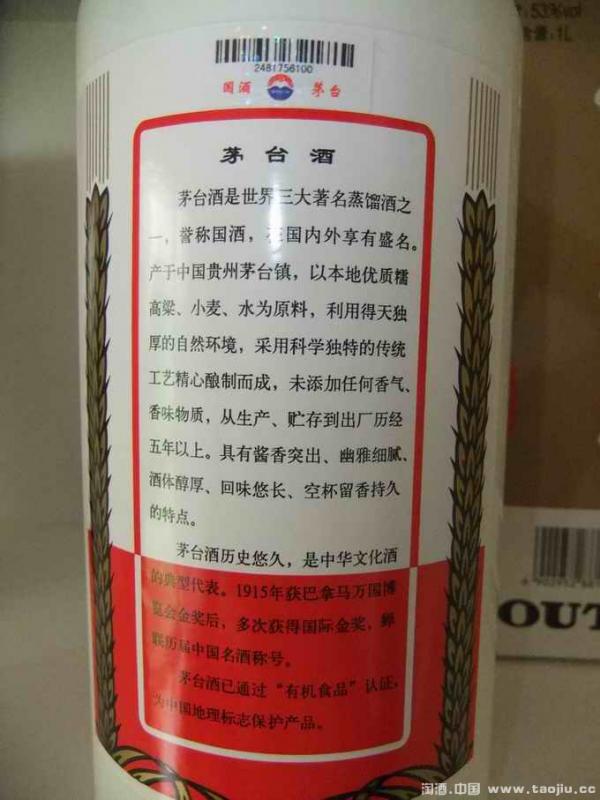 2481756100
国酒 茅台
茅台酒
茅台酒是世界三大著名蒸馏酒之
一，誉称国酒，在国内外享有盛名。
产于中国贵州茅台镇，以本地优质糯
高粱、小麦、水为原料，利用得天独
厚的自然环境，采用科学独特的传统
工艺精心酿制而成，未添加任何香气、
香味物质，从生产、贮存到出厂历经
五年以上。具有酱香突出、幽雅细腻、
酒体醇厚、回味悠长、空杯留香持久
的特点。
茅台酒历史悠久，是中华文化酒
的典型代表。1915年获巴拿马万国博
览会金奖后，多次获得国际金奖，蝉
联历届中国名酒称号。
茅台酒已通过“有机食品”认证，
为中国地理标志保护产品。
53%vol
1L
OUT
淘酒.中国 www.taojiu.cc